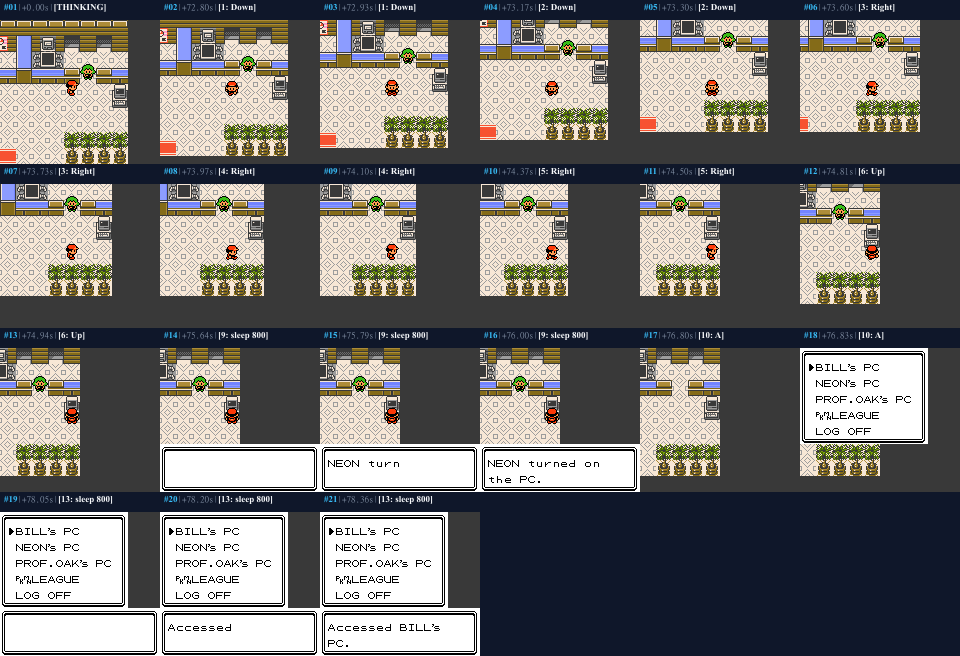 #01|+0.00s|[THINKING]
#02|+72.80s|[1: Down]
#03|+72.93s|[1: Down]
#04|+73.17s|[2: Down]
#05|+73.30s|[2: Down]
#06|+73.60s|[3: Right]
#07|+73.73s|[3: Right]
#08|+73.97s|[4: Right]
#09|+74.10s|[4: Right]
#10|+74.37s|[5: Right]
#11|+74.50s|[5: Right]
#12|+74.81s|[6: Up]
#13|+74.94s|[6: Up]
#14|+75.64s|[9: sleep 800]
#15|+75.79s|[9: sleep 800]
NEON turn
#16|+76.00s|[9: sleep 800]
NEON turned on
the PC.
#17|+76.80s|[10: A]
#18|+76.83s|[10: A]
▶BILL's PC
NEON's PC
PROF.OAK's PC
PKMN LEAGUE
LOG OFF
#19|+78.05s|[13: sleep 800]
▶BILL's PC
NEON's PC
PROF.OAK's PC
PKMN LEAGUE
LOG OFF
#20|+78.20s|[13: sleep 800]
▶BILL's PC
NEON's PC
PROF.OAK's PC
PKMN LEAGUE
LOG OFF
Accessed
#21|+78.36s|[13: sleep 800]
▶BILL's PC
NEON's PC
PROF.OAK's PC
PKMN LEAGUE
LOG OFF
Accessed BILL's
PC.